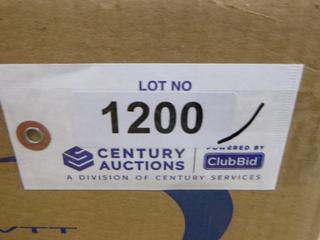 LOT NO
1200
CENTURY AUCTIONS
POWERED BY
ClubBid
A DIVISION OF CENTURY SERVICES